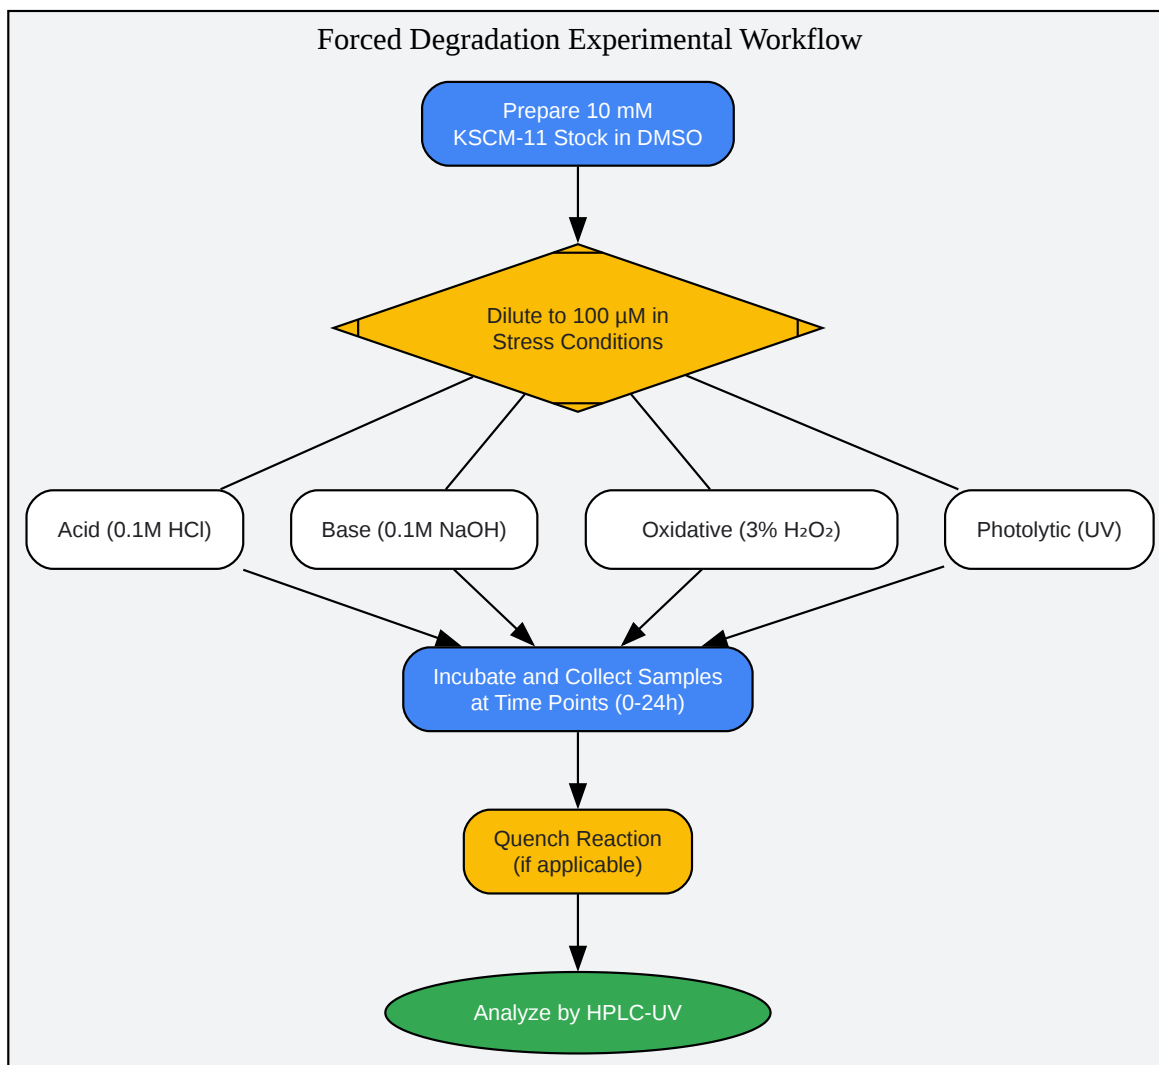 Forced Degradation Experimental Workflow
Prepare 10 mM
KSCM-11 Stock in DMSO
Dilute to 100 µM in
Stress Conditions
Acid (0.1M HCl)
Base (0.1M NaOH)
Oxidative (3% H₂O₂)
Photolytic (UV)
Incubate and Collect Samples
at Time Points (0-24h)
Quench Reaction
(if applicable)
Analyze by HPLC-UV